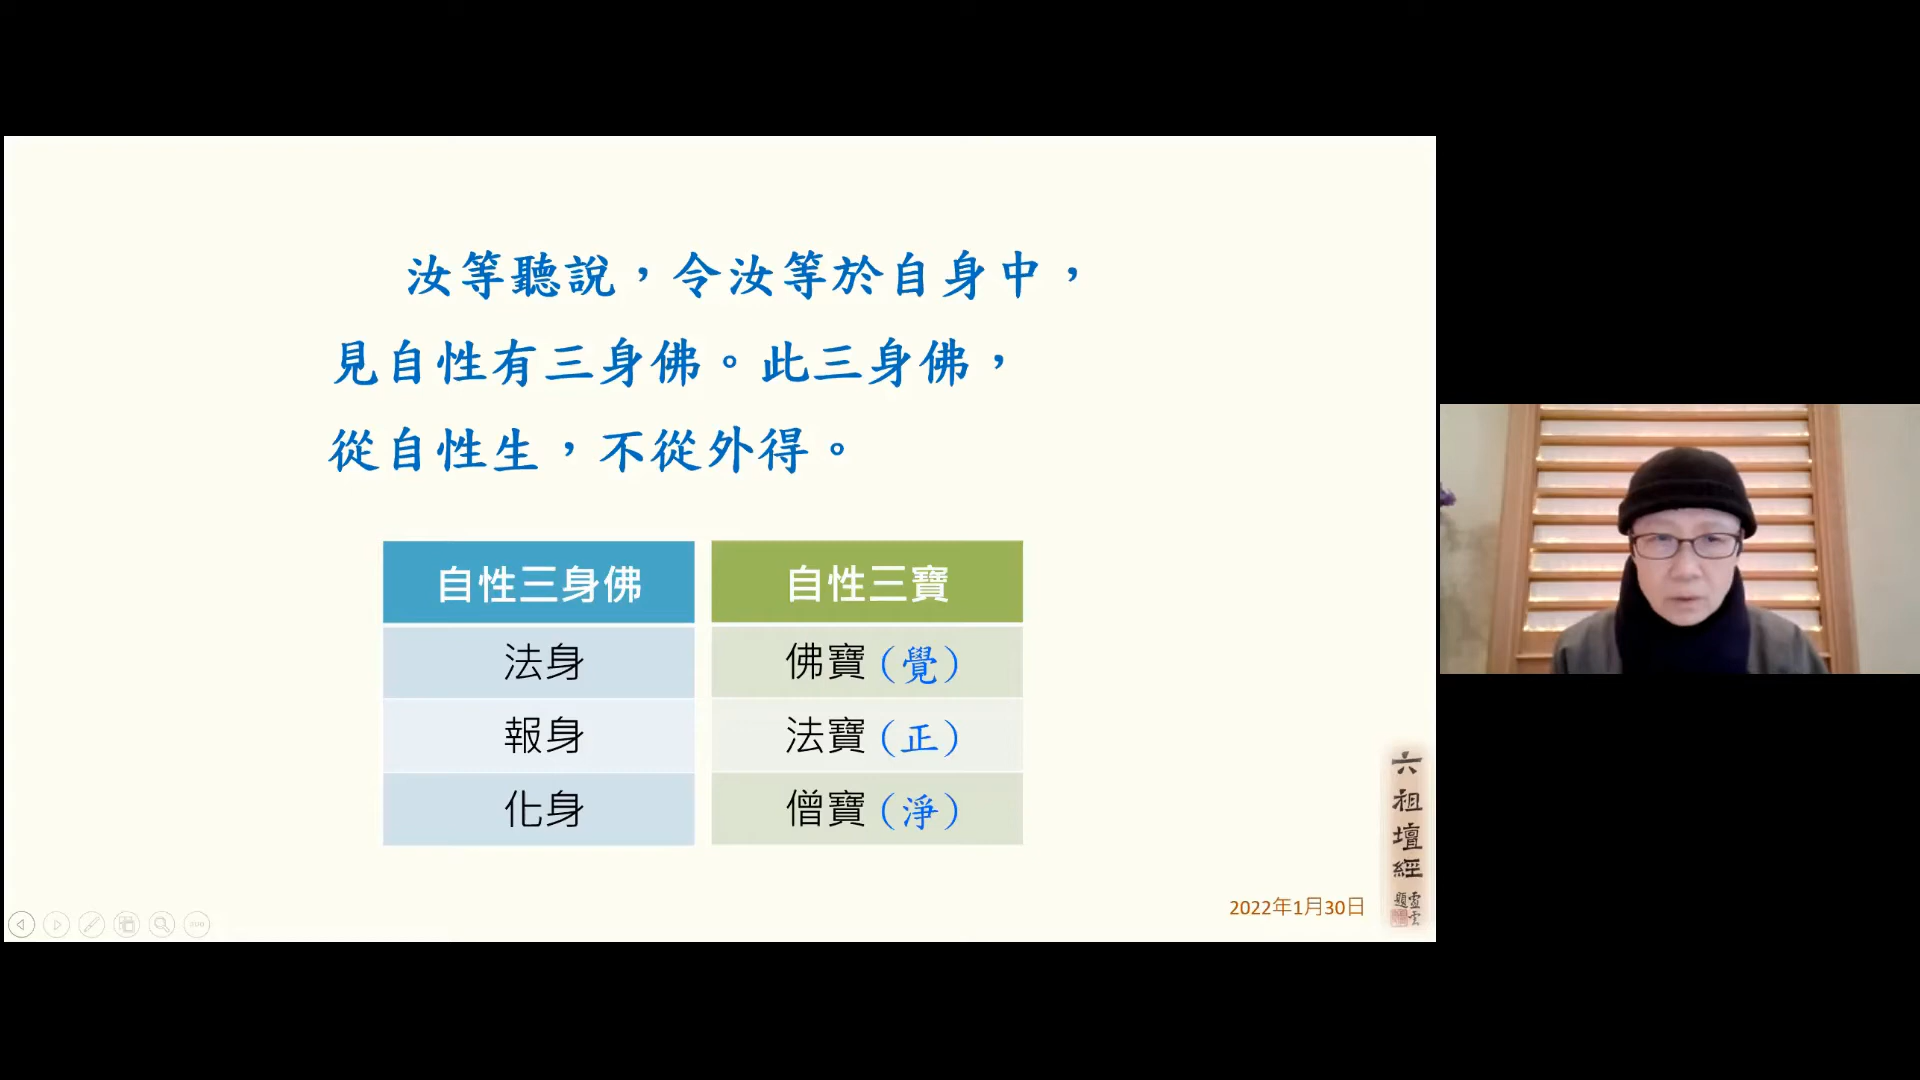 汝等聽說，令汝等於自身中，
見自性有三身佛。此三身佛，
從自性生，不從外得。
自性三身佛
法身
報身
化身
自性三寶
佛寶（覺）
法寶（正）
僧寶（淨）
2022年1月30日
六祖壇經
虛雲
題